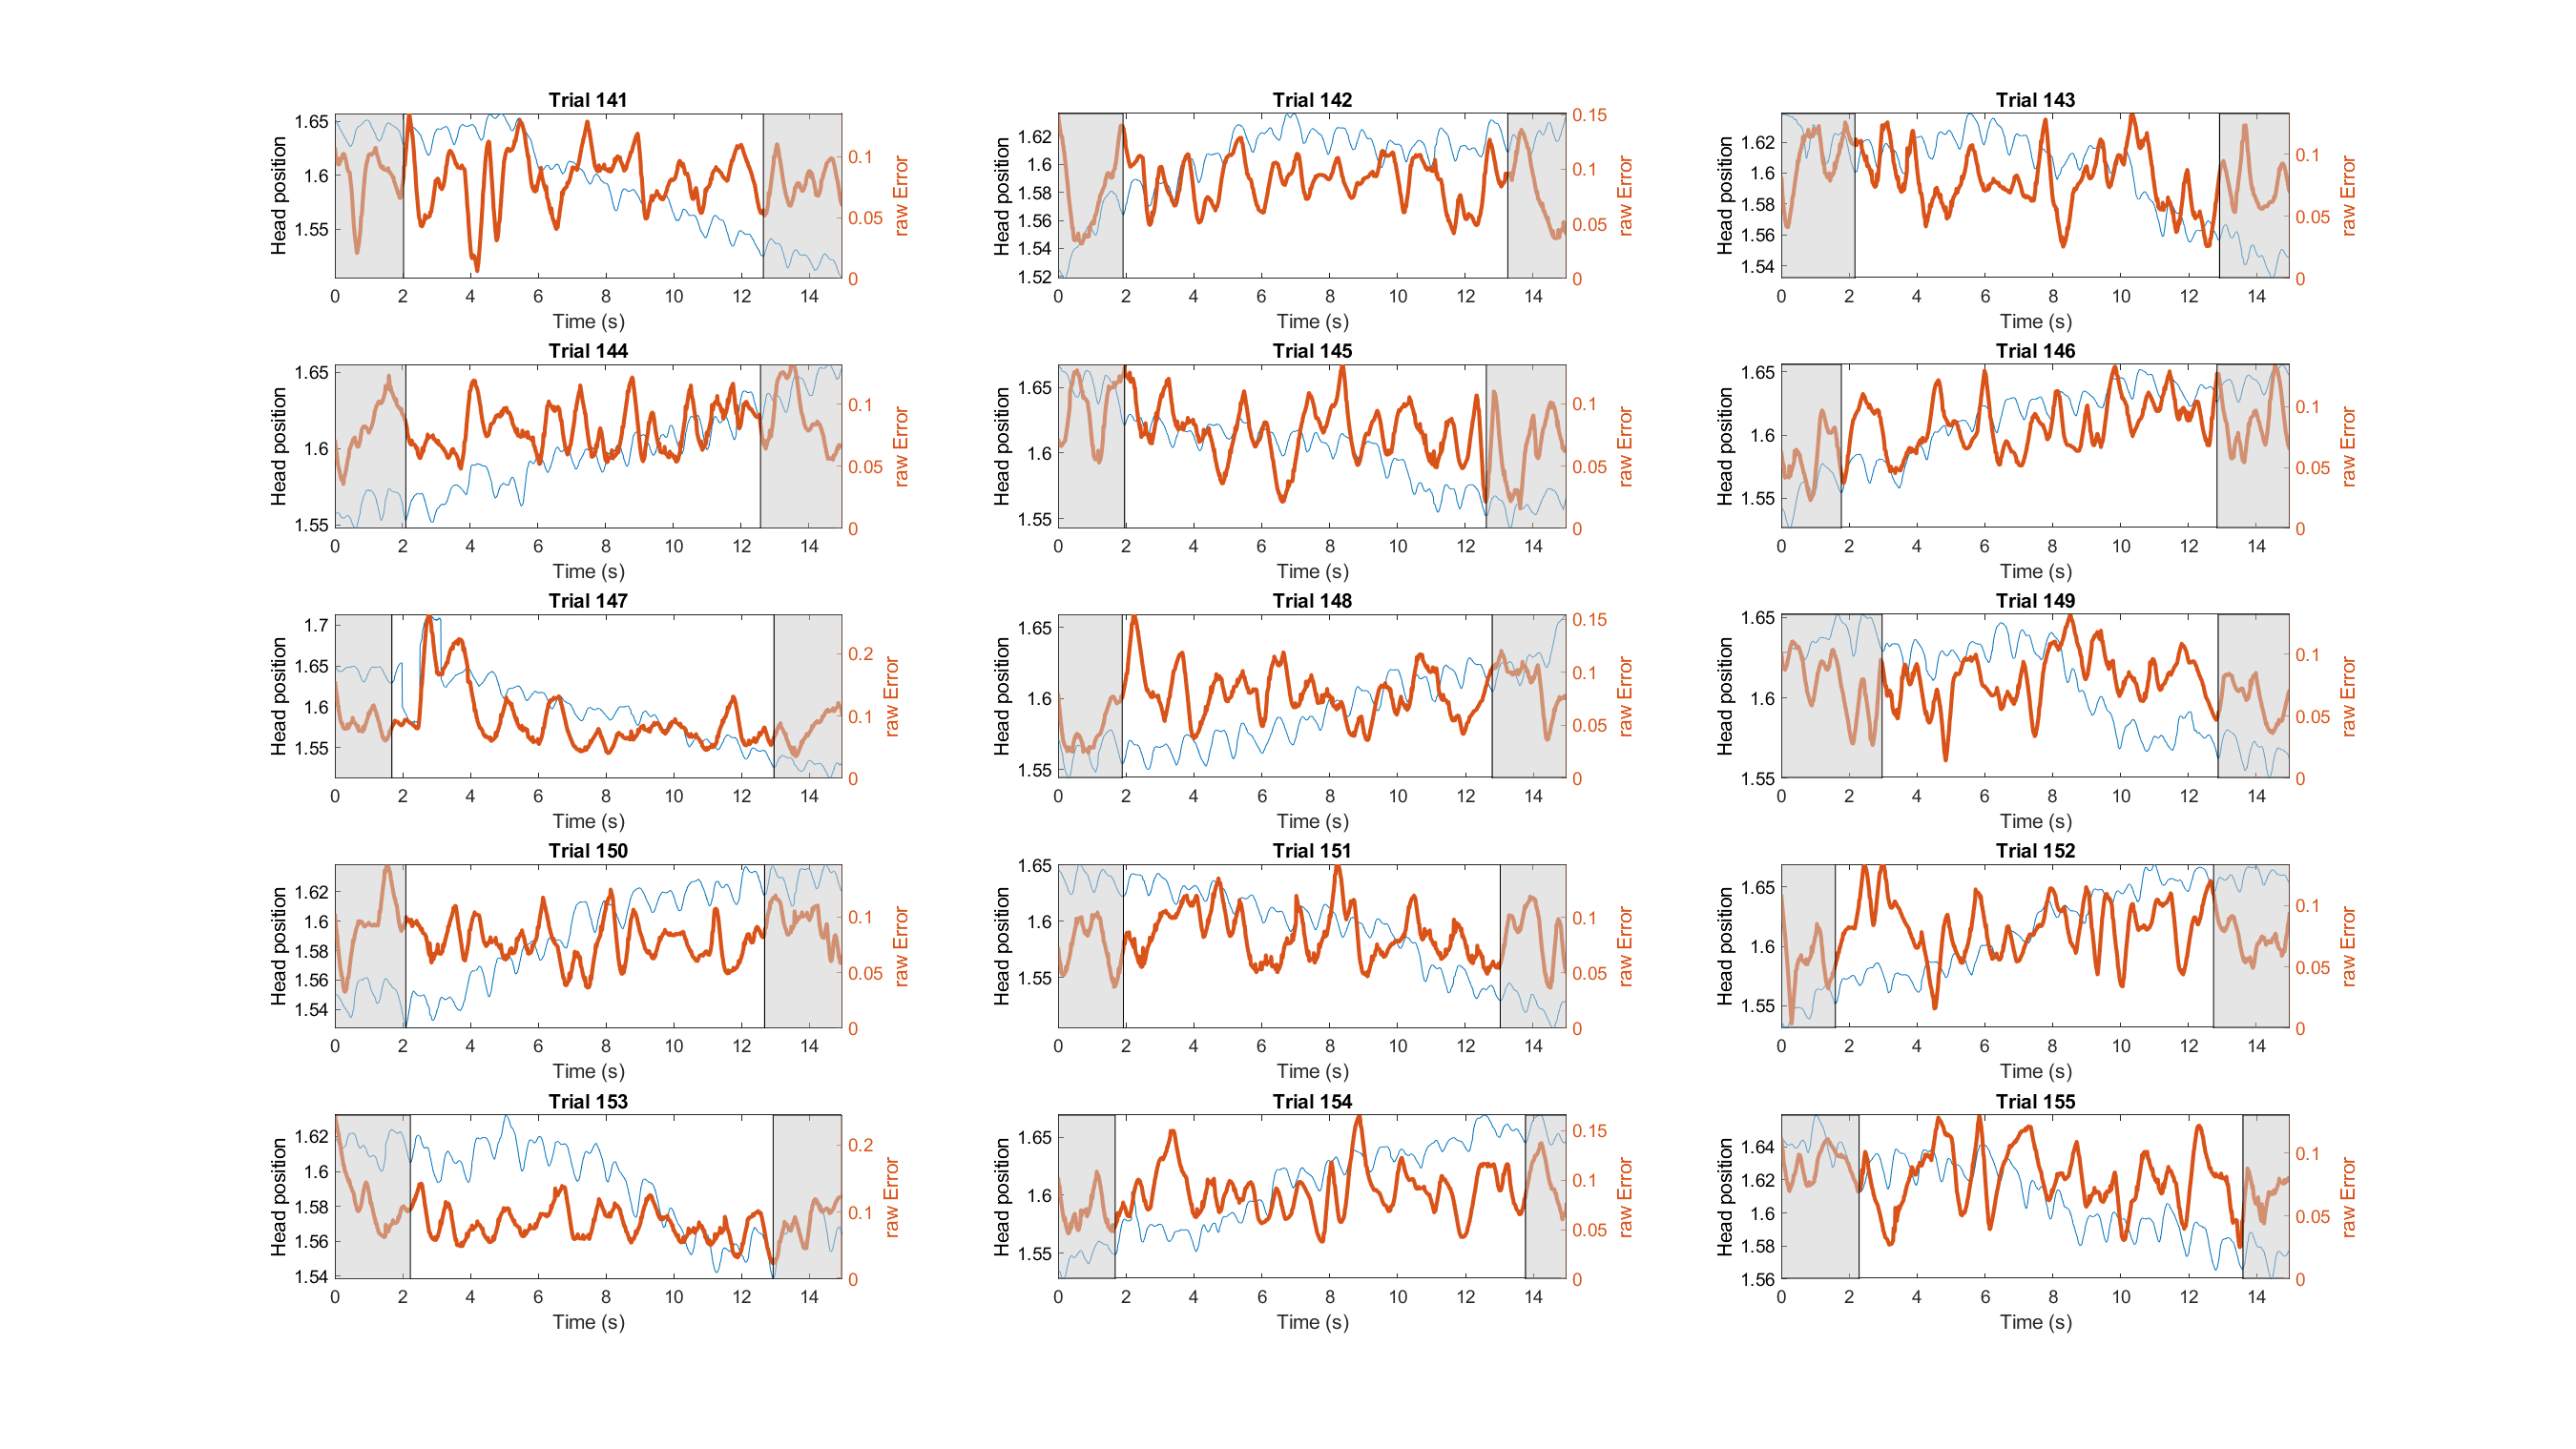 Trial 141 Trial 142 Trial 143
1.65 1.6 1.55 Head position 0.1 0.05 0 raw Error 1.62 1.6 1.58 1.56 1.54 1.52 Head position 0.15 0.1 0.05 0 raw Error 1.62 1.6 1.58 1.56 1.54 Head position 0.1 0.05 0 raw Error
0 2 4 6 8 10 12 14 0 2 4 6 8 10 12 14 0 2 4 6 8 10 12 14
Time (s) Time (s) Time (s)
Trial 144 Trial 145 Trial 146
1.65 1.6 1.55 Head position 0.1 0.05 0 raw Error 1.65 1.6 1.55 Head position 0.1 0.05 0 raw Error 1.65 1.6 1.55 Head position 0.1 0.05 0 raw Error
0 2 4 6 8 10 12 14 0 2 4 6 8 10 12 14 0 2 4 6 8 10 12 14
Time (s) Time (s) Time (s)
Trial 147 Trial 148 Trial 149
1.7 1.65 1.6 1.55 Head position 0.2 0.1 0 raw Error 1.65 1.6 1.55 Head position 0.15 0.1 0.05 0 raw Error 1.65 1.6 1.55 Head position 0.1 0.05 0 raw Error
0 2 4 6 8 10 12 14 0 2 4 6 8 10 12 14 0 2 4 6 8 10 12 14
Time (s) Time (s) Time (s)
Trial 150 Trial 151 Trial 152
1.62 1.6 1.58 1.56 1.54 Head position 0.1 0.05 0 raw Error 1.65 1.6 1.55 Head position 0.1 0.05 0 raw Error 1.65 1.6 1.55 Head position 0.1 0.05 0 raw Error
0 2 4 6 8 10 12 14 0 2 4 6 8 10 12 14 0 2 4 6 8 10 12 14
Time (s) Time (s) Time (s)
Trial 153 Trial 154 Trial 155
1.62 1.6 1.58 1.56 1.54 Head position 0.2 0.1 0 raw Error 1.65 1.6 1.55 Head position 0.15 0.1 0.05 0 raw Error 1.64 1.62 1.6 1.58 1.56 Head position 0.1 0.05 0 raw Error
0 2 4 6 8 10 12 14 0 2 4 6 8 10 12 14 0 2 4 6 8 10 12 14
Time (s) Time (s) Time (s)